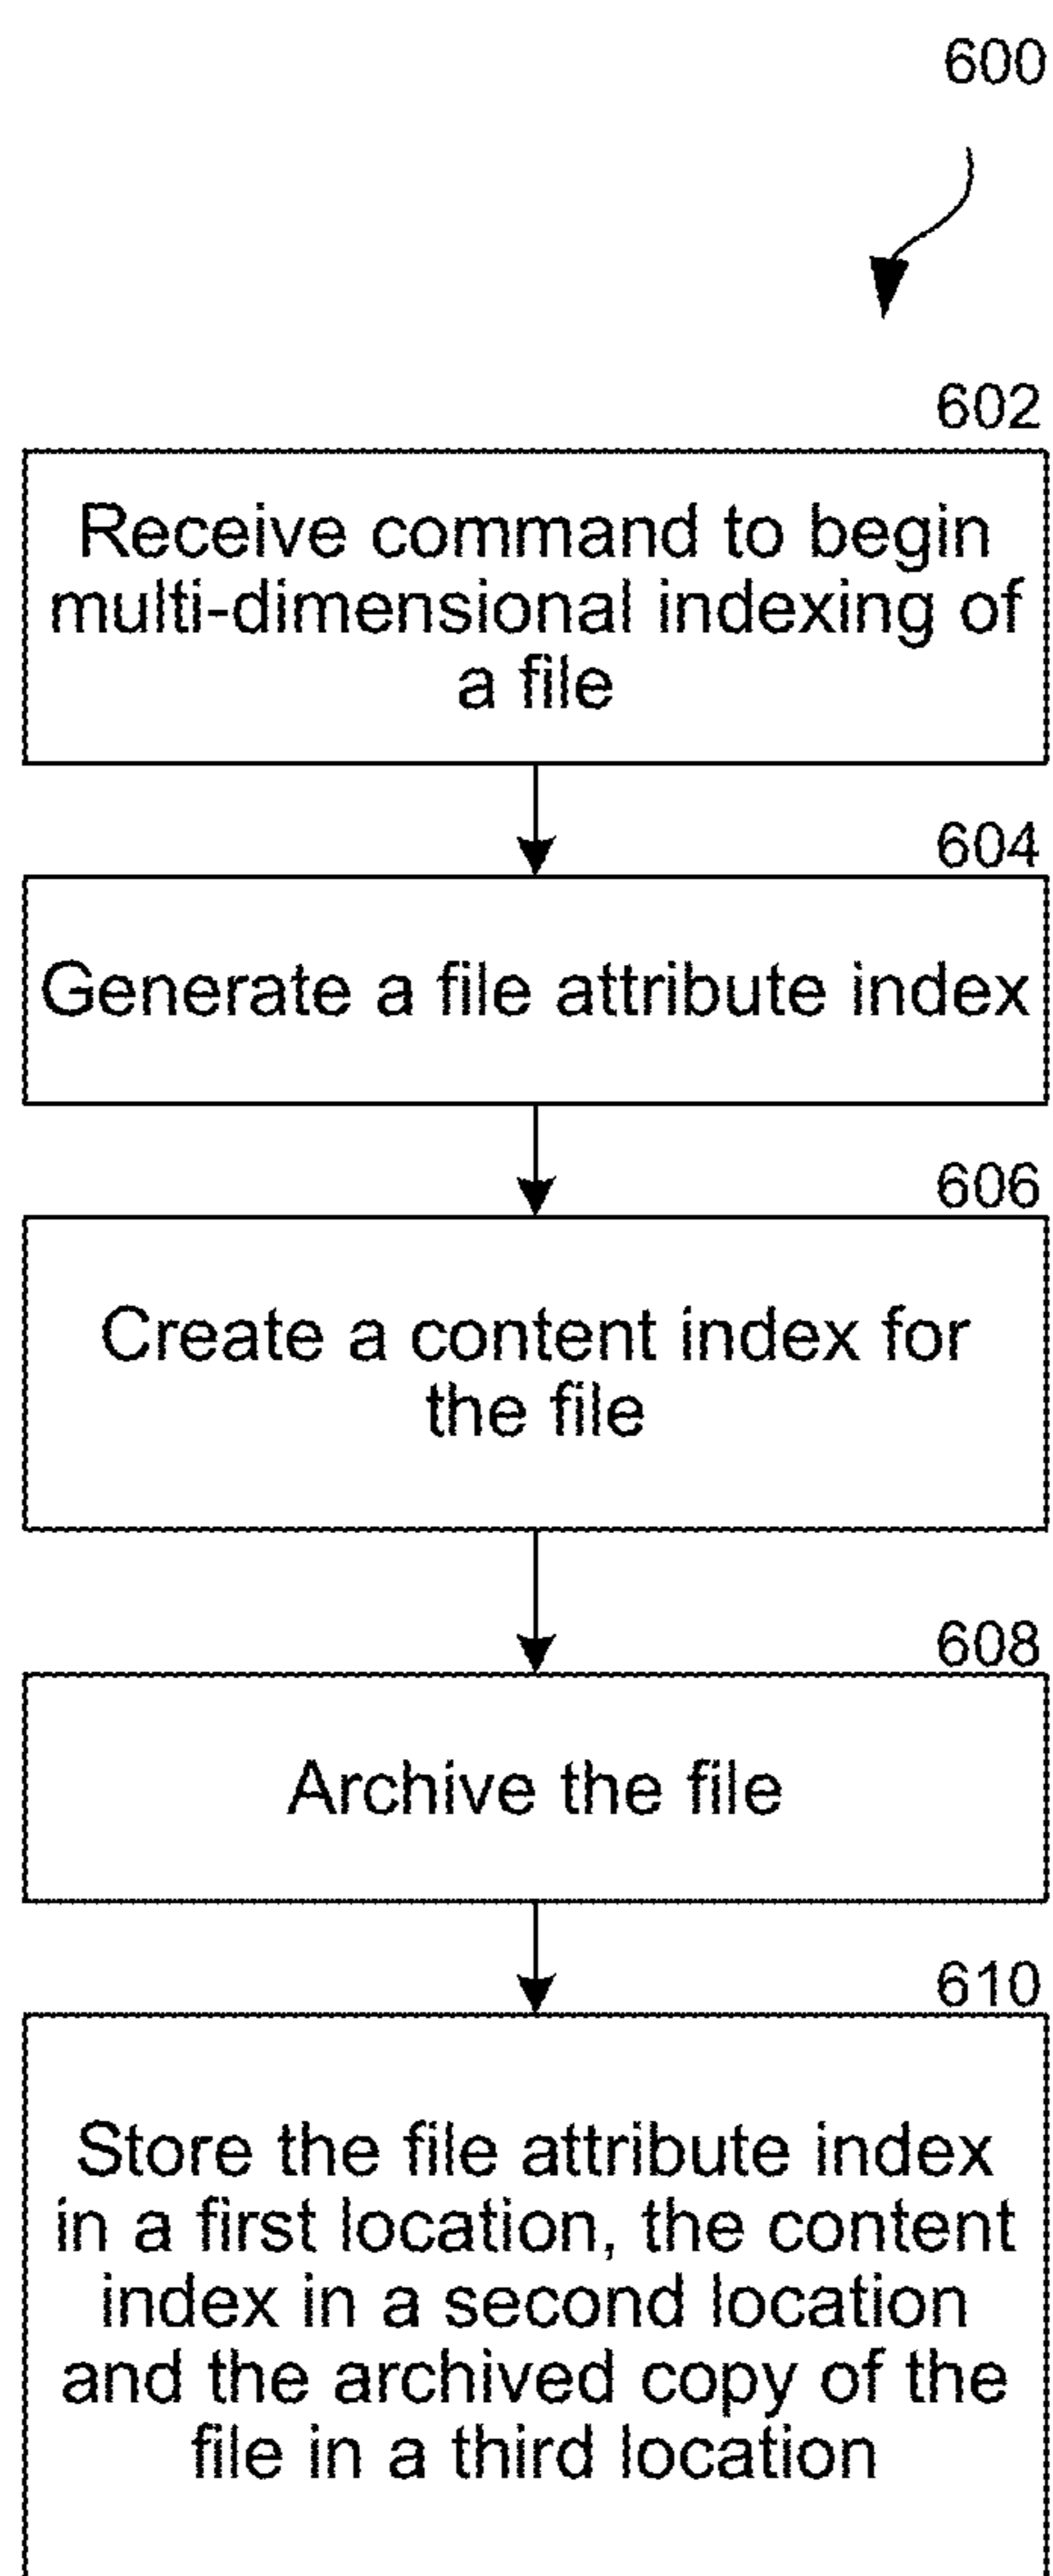 600
602
Receive command to begin
multi-dimensional indexing of
a file
604
Generate a file attribute index
606
Create a content index for
the file
608
Archive the file
610
Store the file attribute index
in a first location, the content
index in a second location
and the archived copy of the
file in a third location